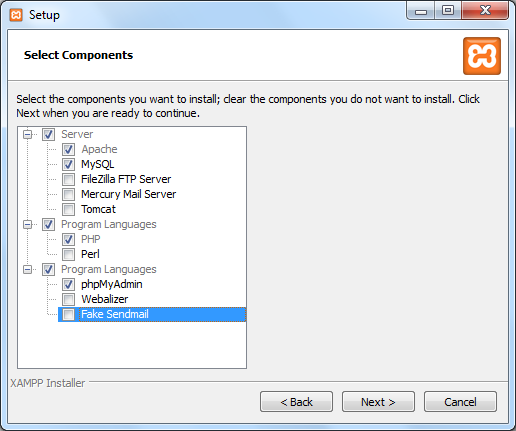 Setup
Select Components
Select the components you want to install; clear the components you do not want to install. Click
Next when you are ready to continue.
Server
Apache
MySQL
FileZilla FTP Server
Mercury Mail Server
Tomcat
Program Languages
PHP
Perl
Program Languages
phpMyAdmin
Webalizer
Fake Sendmail
XAMPP Installer
< Back
Next >
Cancel